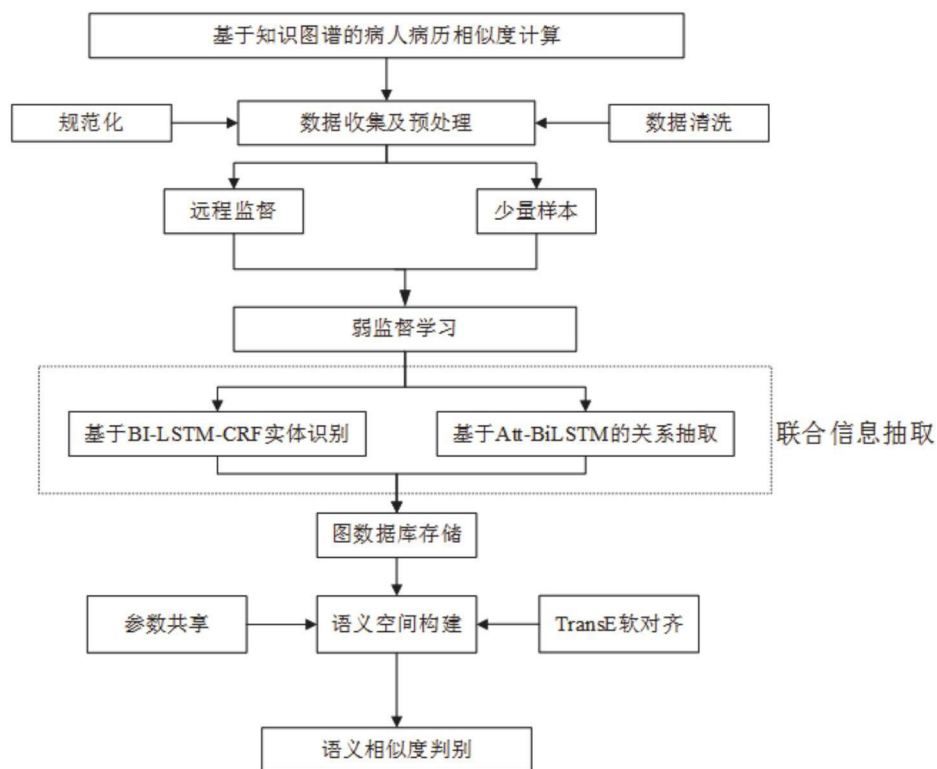 基于知识图谱的病人病历相似度计算
规范化
数据收集及预处理
数据清洗
远程监督
少量样本
弱监督学习
基于BI-LSTM-CRF实体识别
基于Att-BiLSTM的关系抽取
联合信息抽取
图数据库存储
参数共享
语义空间构建
TransE软对齐
语义相似度判别